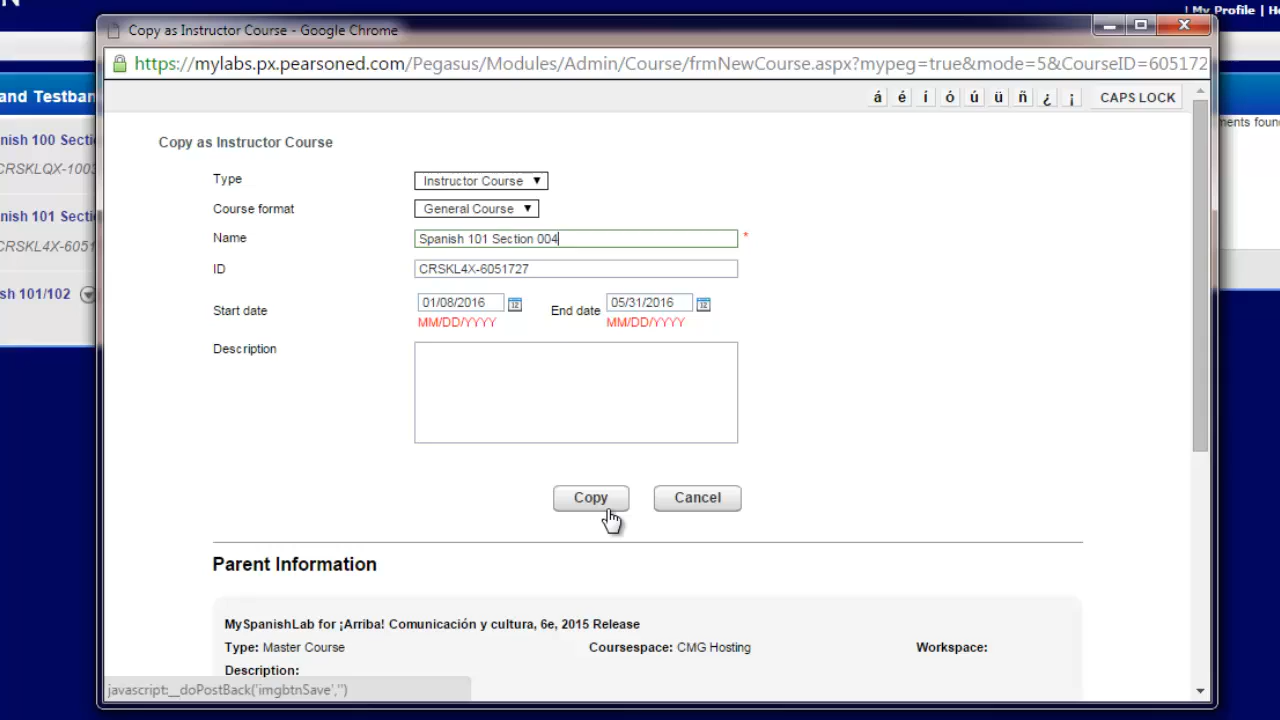 My Profile
Copy as Instructor Course - Google Chrome
https://mylabs.px.pearsoned.com/Pegasus/Modules/Admin/Course/frmNewCourse.aspx?mypeg=true&mode=5&CourseID=605172
and Testban
á é í ó ú ü ñ ¿ ¡ CAPS LOCK
ments foun
nish 100 Secti
CRSKLQX-1003
nish 101 Secti
CRSKL4X-6051
sh 101/102
Copy as Instructor Course
Type
Instructor Course
Course format
General Course
Name
Spanish 101 Section 004
*
ID
CRSKL4X-6051727
Start date
01/08/2016
MM/DD/YYYY
End date
05/31/2016
MM/DD/YYYY
Description
Copy
Cancel
Parent Information
MySpanishLab for ¡Arriba! Comunicación y cultura, 6e, 2015 Release
Type: Master Course
Coursespace: CMG Hosting
Workspace:
Description:
javascript:__doPostBack('imgbtnSave','')